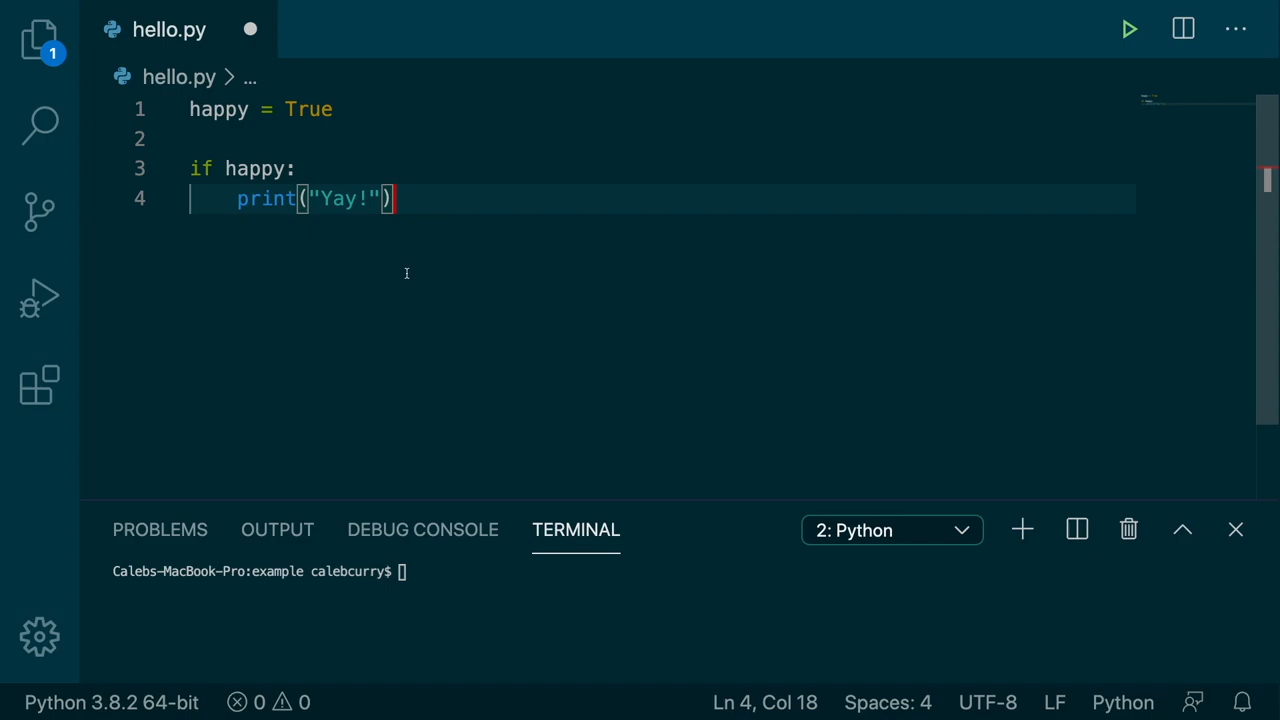 hello.py
1
hello.py > ...
1 happy = True
2
3 if happy:
4     print("Yay!")
PROBLEMS OUTPUT DEBUG CONSOLE TERMINAL 2: Python
Calebs-MacBook-Pro:example calebcurry$
Python 3.8.2 64-bit 0 0 Ln 4, Col 18 Spaces: 4 UTF-8 LF Python